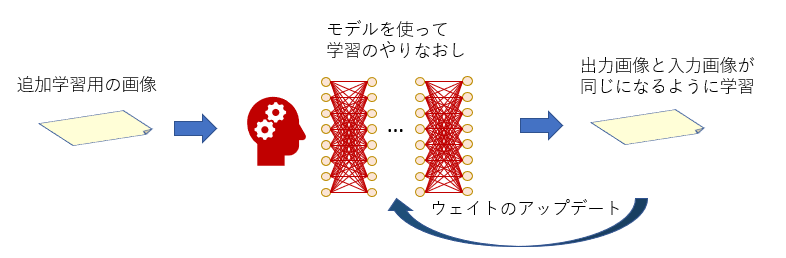 モデルを使って
学習のやりなおし
追加学習用の画像
出力画像と入力画像が
同じになるように学習
...
ウェイトのアップデート